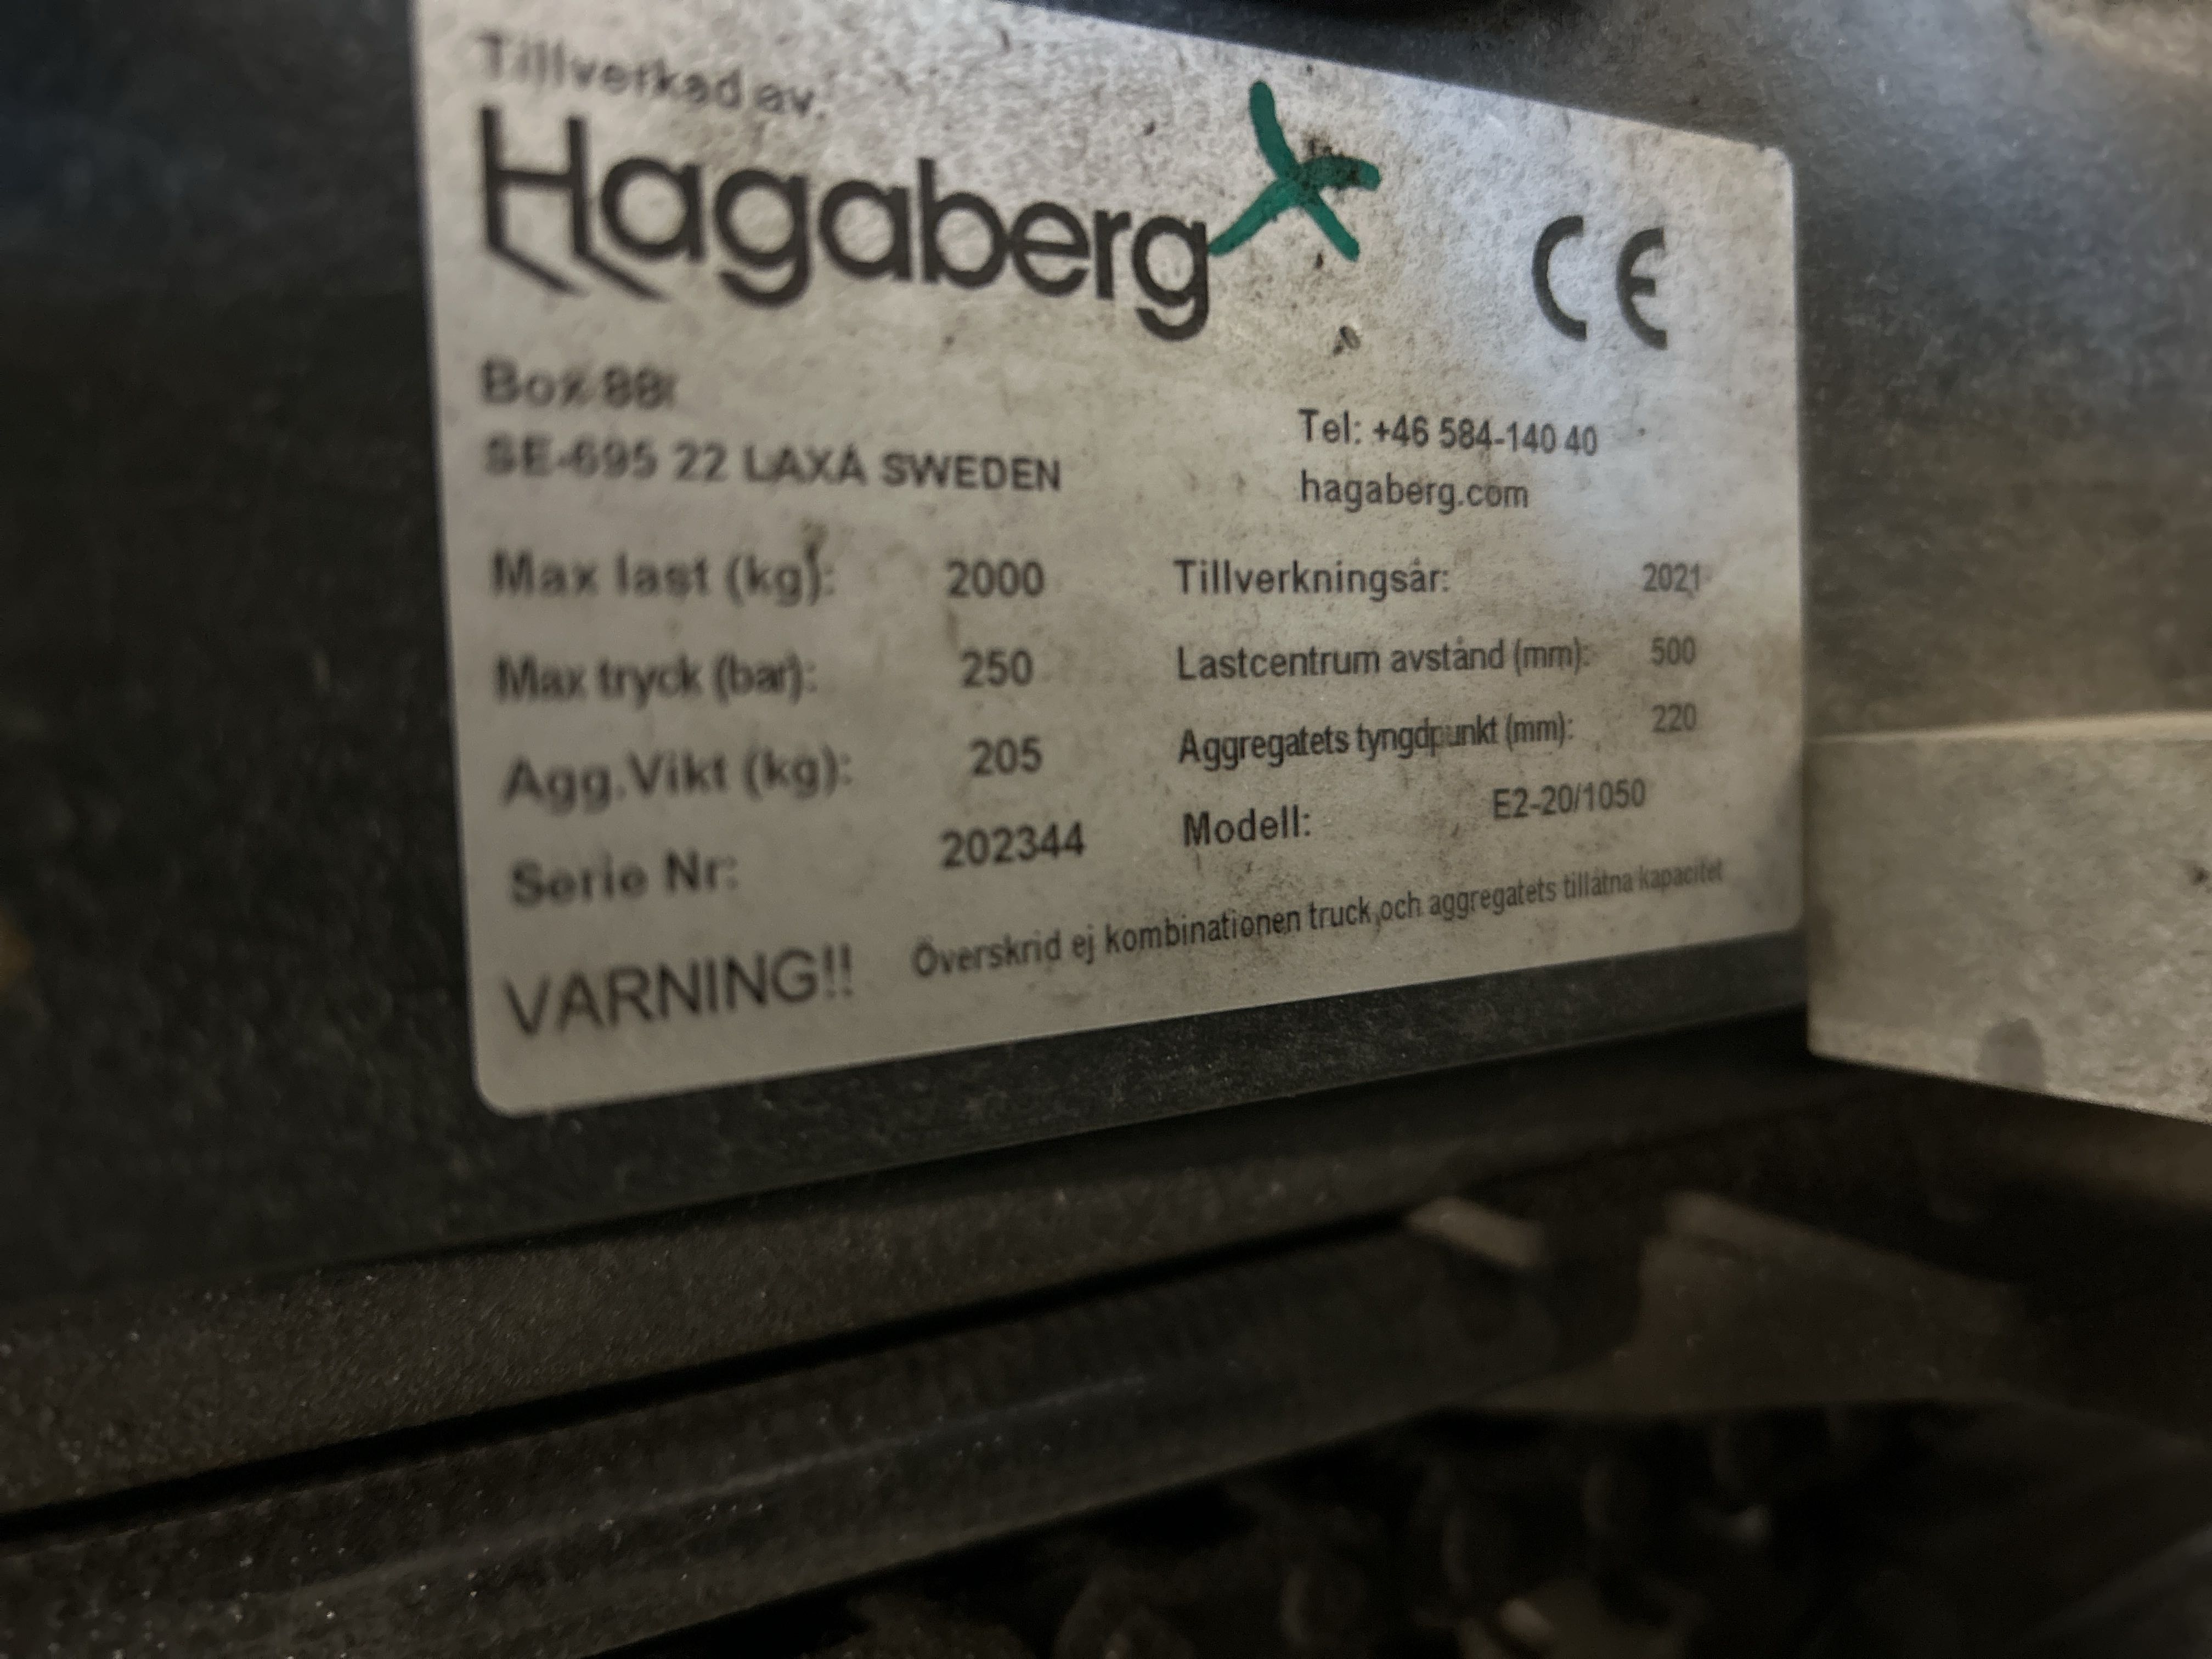 Tillverkad av:
Hagaberg
CE
Box 88
SE-695 22 LAXÅ SWEDEN
Tel: +46 584-140 40
hagaberg.com
Max last (kg): 2000 Tillverkningsår: 2021
Max tryck (bar): 250 Lastcentrum avstånd (mm): 500
Agg.Vikt (kg): 205 Aggregatets tyngdpunkt (mm): 220
Serie Nr: 202344 Modell: E2-20/1050
VARNING!! Överskrid ej kombinationen truck och aggregatets tillåtna kapacitet